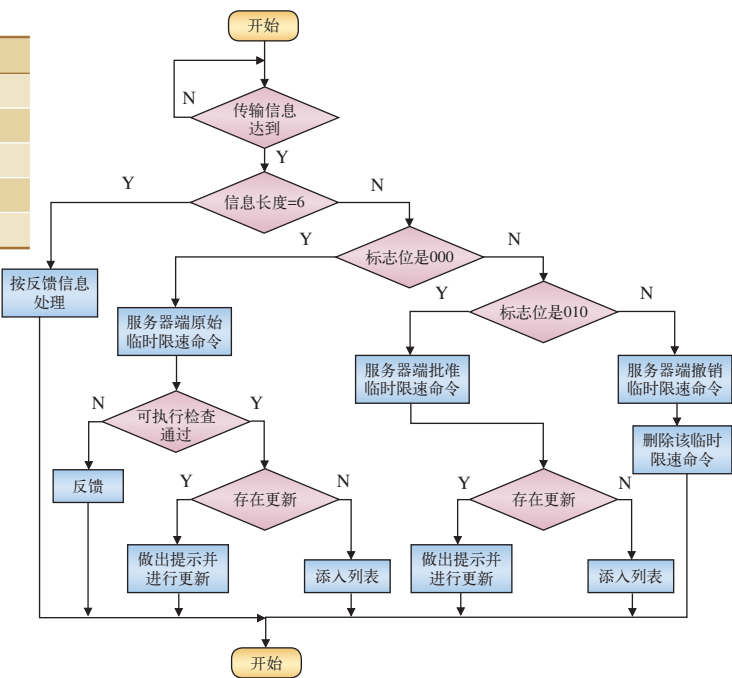 开始
N
传输信息
达到
Y
Y
信息长度=6
N
Y
标志位是000
N
按反馈信息
处理
Y
标志位是010
N
服务器端原始
临时限速命令
服务器端批准
临时限速命令
服务器端撤销
临时限速命令
N
可执行检查
通过
Y
删除该临时
限速命令
反馈
Y
存在更新
N
Y
存在更新
N
做出提示并
进行更新
添入列表
做出提示并
进行更新
添入列表
开始